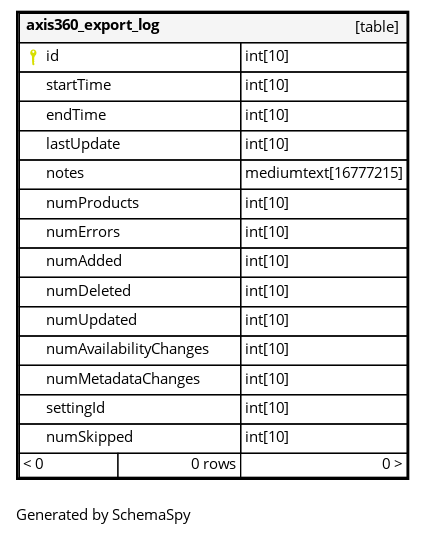 axis360_export_log [table]
id int[10]
startTime int[10]
endTime int[10]
lastUpdate int[10]
notes mediumtext[16777215]
numProducts int[10]
numErrors int[10]
numAdded int[10]
numDeleted int[10]
numUpdated int[10]
numAvailabilityChanges int[10]
numMetadataChanges int[10]
settingId int[10]
numSkipped int[10]
< 0 0 rows 0 >
Generated by SchemaSpy